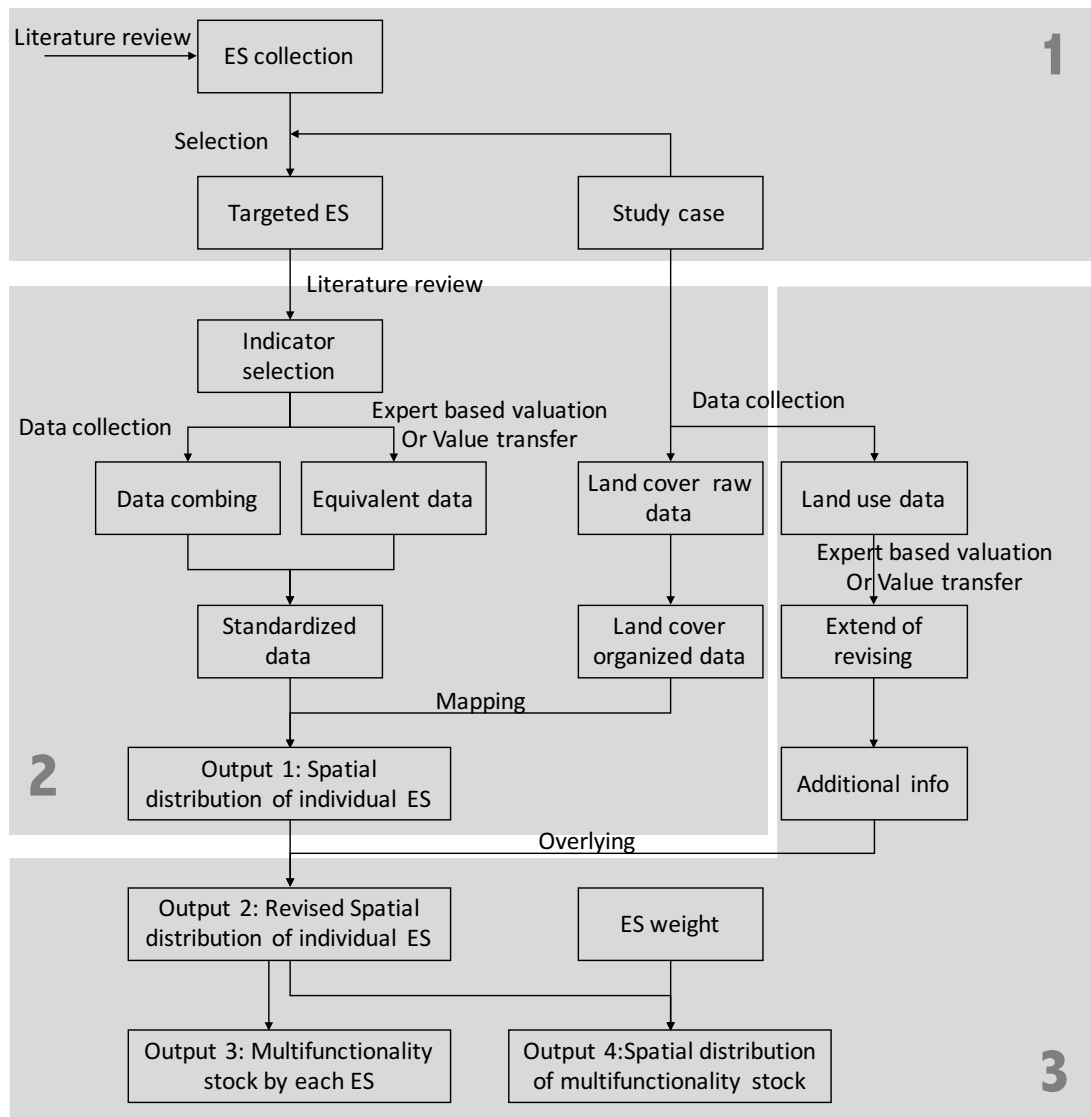 Literature review
ES collection
1
Selection
Targeted ES
Study case
Literature review
Indicator
selection
Data collection
Expert based valuation
Or Value transfer
Data collection
Data combing
Equivalent data
Land cover raw
data
Land use data
Expert based valuation
Or Value transfer
Standardized
data
Land cover
organized data
Extend of
revising
Mapping
2
Output 1: Spatial
distribution of individual ES
Additional info
Overlying
Output 2: Revised Spatial
distribution of individual ES
ES weight
Output 3: Multifunctionality
stock by each ES
Output 4:Spatial distribution
of multifunctionality stock
3